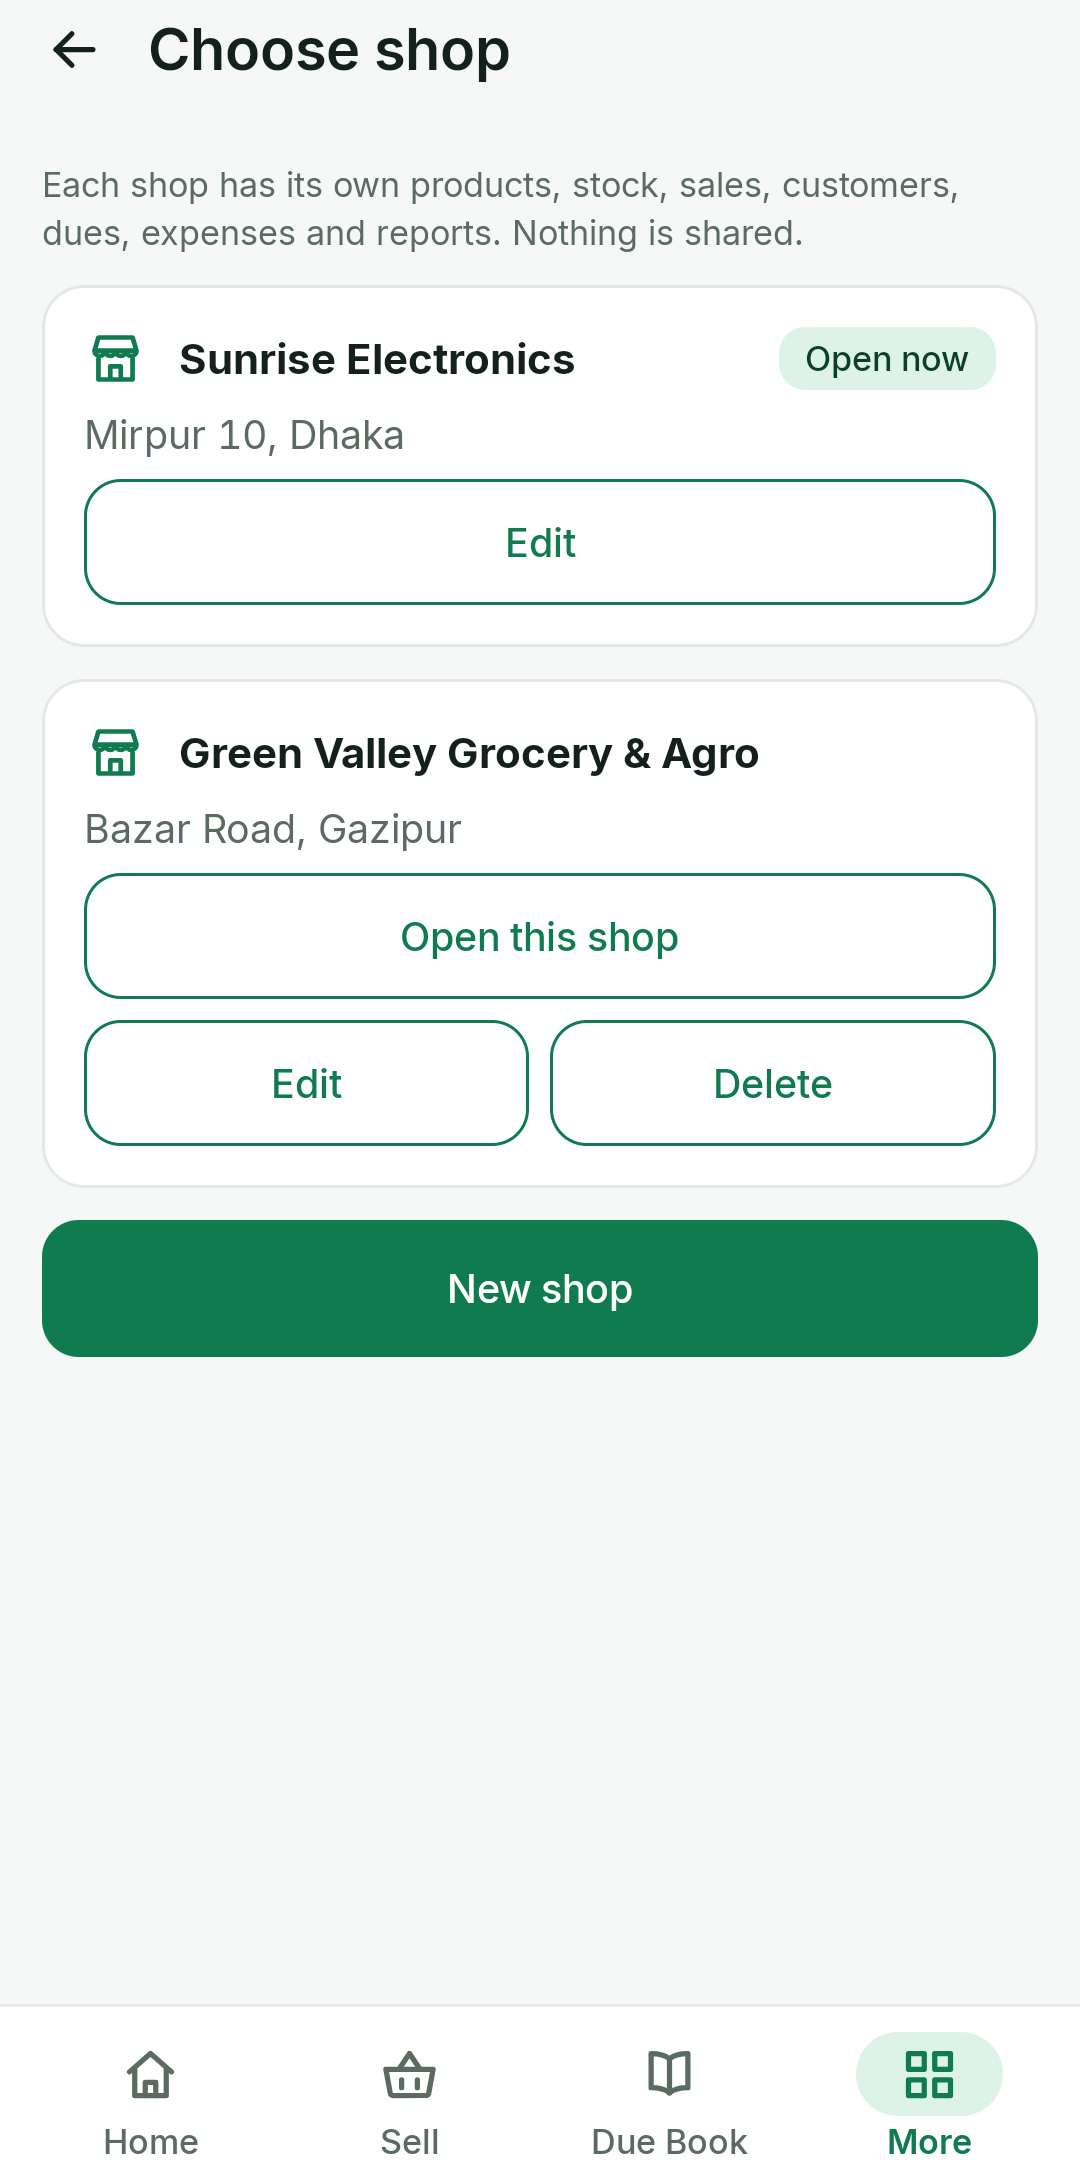 Choose shop
Each shop has its own products, stock, sales, customers,
dues, expenses and reports. Nothing is shared.
Sunrise Electronics
Open now
Mirpur 10, Dhaka
Edit
Green Valley Grocery & Agro
Bazar Road, Gazipur
Open this shop
Edit
Delete
New shop
Home
Sell
Due Book
More